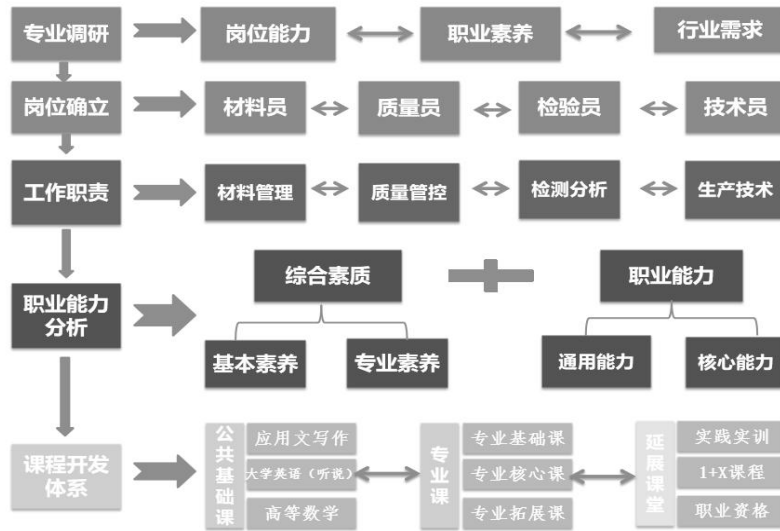 专业调研
岗位能力
职业素养
行业需求
岗位确立
材料员
质量员
检验员
技术员
工作职责
材料管理
质量管控
检测分析
生产技术
职业能力
分析
综合素质
职业能力
基本素养
专业素养
通用能力
核心能力
课程开发
体系
公共基础课
应用文写作
大学英语（听说）
高等数学
专业课
专业基础课
专业核心课
专业拓展课
延展课堂
实践实训
1+X课程
职业资格